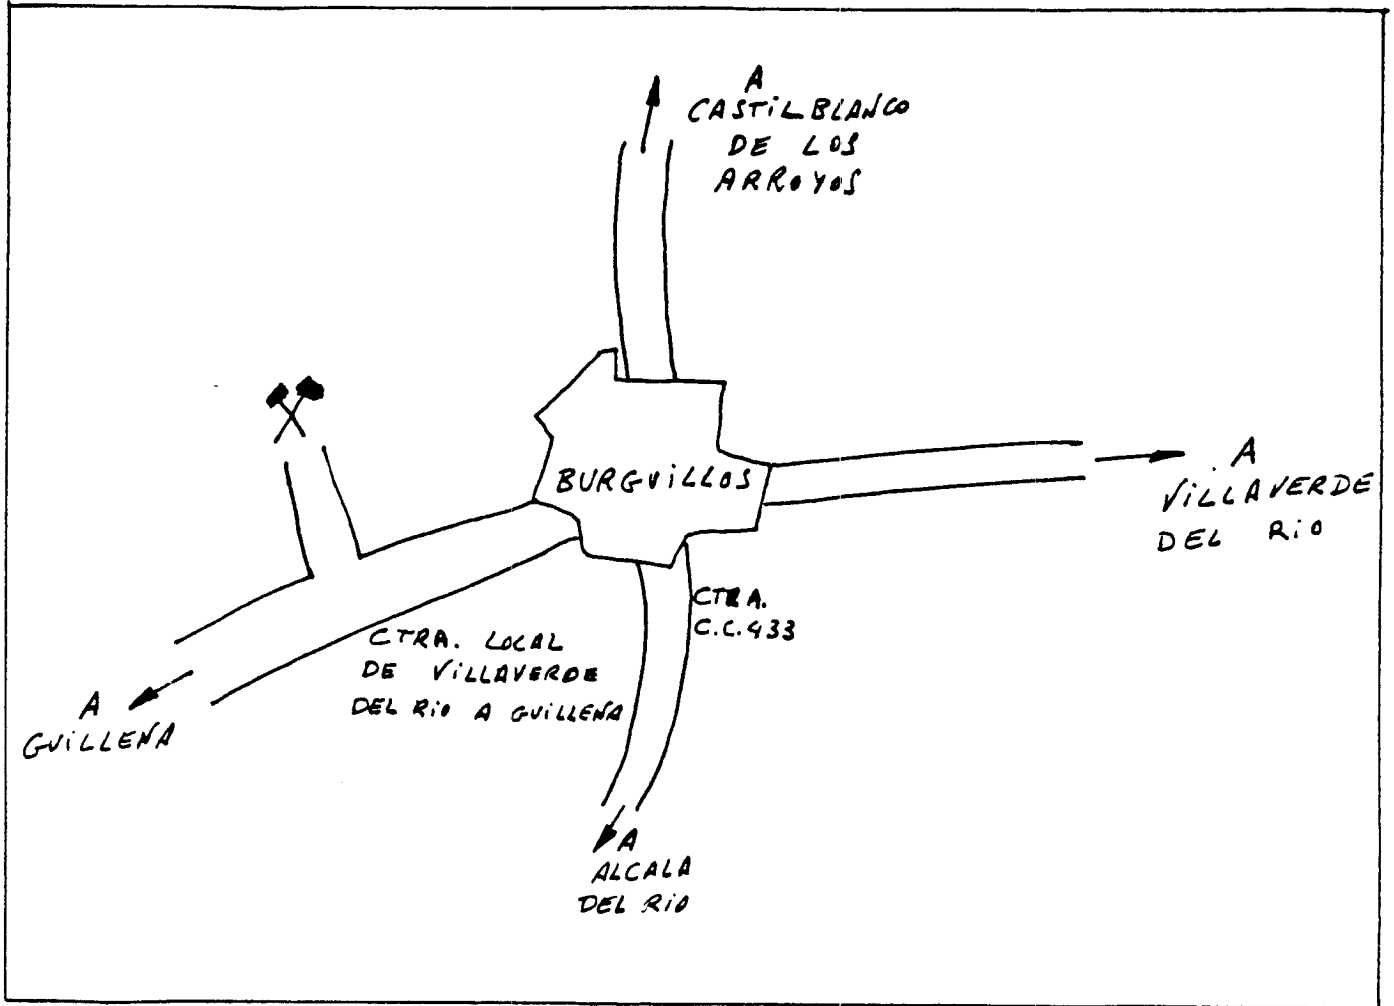 A
CASTiLBLANCO
DE LOS
ARROYOS
BURGUiLLOS
A
ViLLAVERDE
DEL RiO
CTRA.
C.C.433
CTRA. LOCAL
DE ViLLAVERDE
DEL RiO A GUiLLENA
A
GUiLLENA
A
ALCALA
DEL RiO